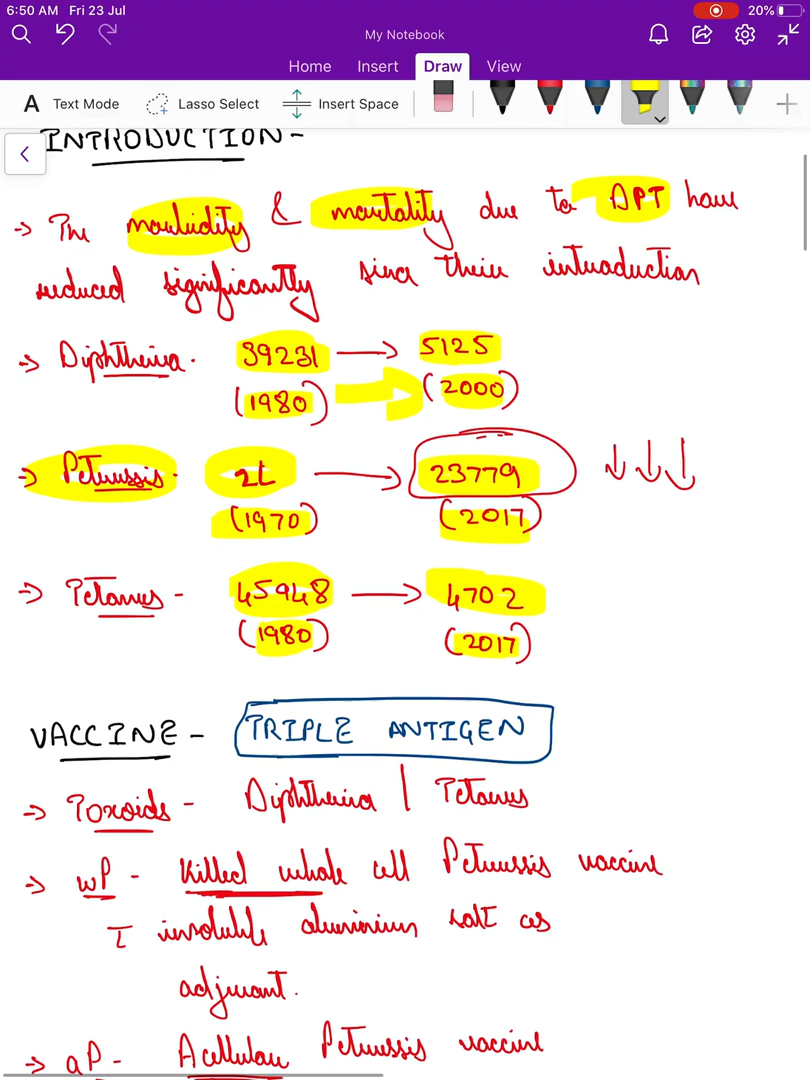 6:50 AM Fri 23 Jul
20%
My Notebook
Home Insert Draw View
A Text Mode Lasso Select Insert Space
INTRODUCTION -
→ The morbidity & mortality due to DPT have
reduced significantly since their introduction
→ Diphtheria - 39231 → 5125
(1980) (2000)
→ Pertussis - 2L → 23779 ↓↓↓
(1970) (2017)
→ Tetanus - 45948 → 4702
(1980) (2017)
VACCINE - TRIPLE ANTIGEN
→ Toxoids - Diphtheria | Tetanus
→ wP - Killed whole cell Pertussis vaccine
insoluble aluminium salt as
adjuvant.
→ aP - Acellular Pertussis vaccine